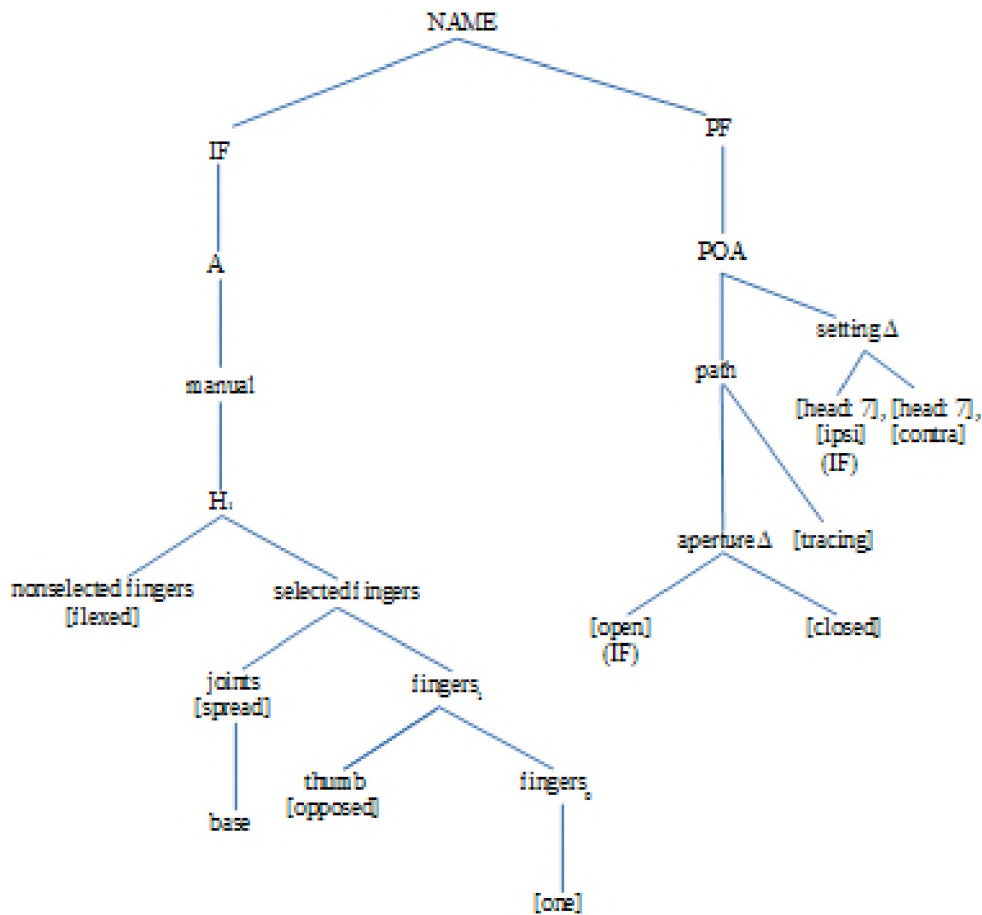 NAME
IF
PF
A
POA
setting Δ
manual
path
[head: 7], [head: 7],
[ipsi] [contra]
(IF)
H₁
aperture Δ [tracing]
nonselected fingers
[flexed]
selected fingers
[open] [closed]
(IF)
joints
[spread]
fingers₁
thumb
[opposed]
fingers₀
base
[one]